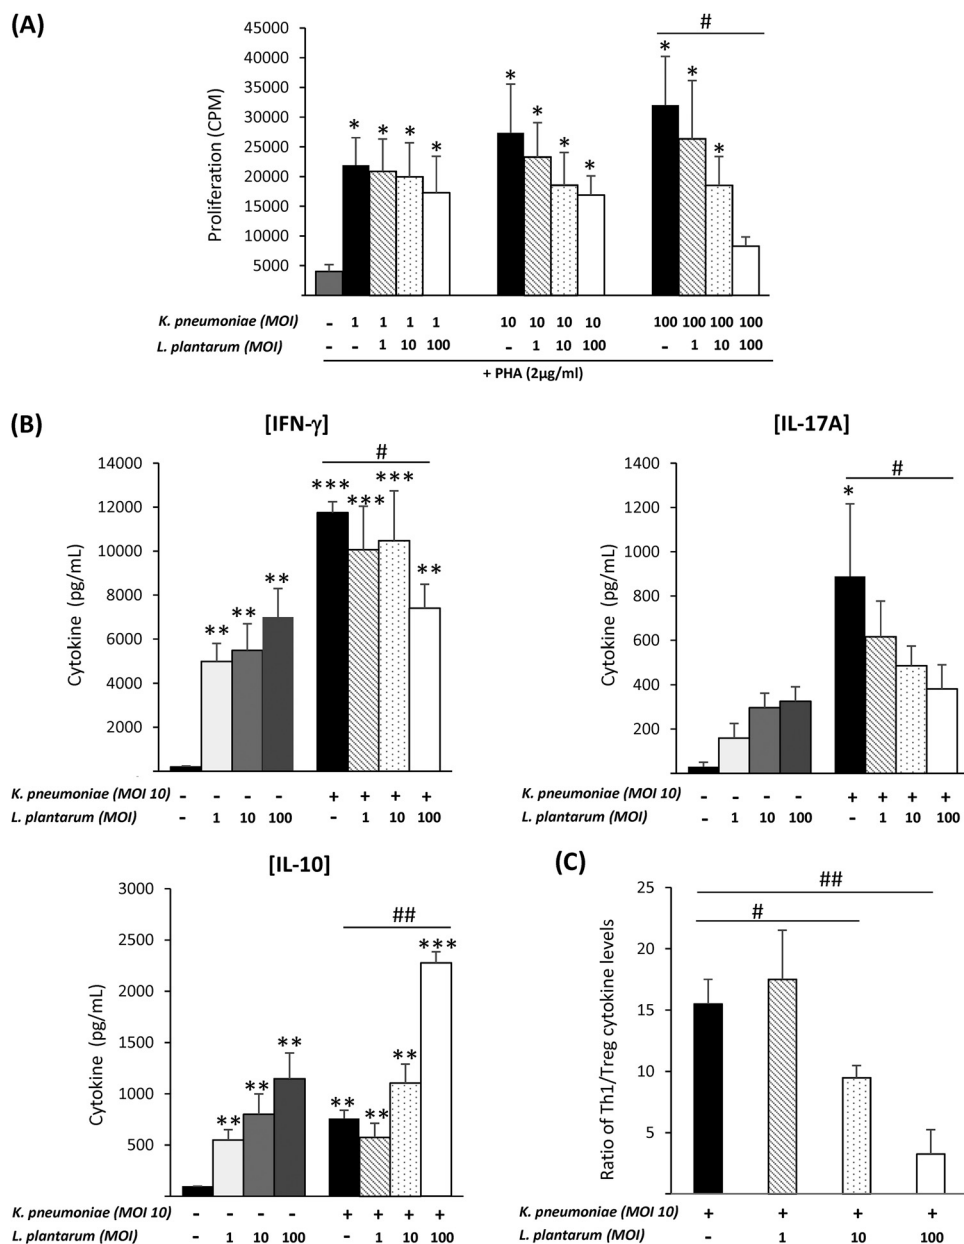 (A)
#
Proliferation (CPM)
45000
40000
35000
30000
25000
20000
15000
10000
5000
* * * * * * * * * * *
K. pneumoniae (MOI) - 1 1 1 1 10 10 10 10 100 100 100 100
L. plantarum (MOI) - 1 10 100 - 1 10 100 - 1 10 100
+ PHA (2µg/ml)
(B)
[IFN-γ]
Cytokine (pg/mL)
14000
12000
10000
8000
6000
4000
2000
#
** ** ** *** *** *** **
K. pneumoniae (MOI 10) - - - - + + + +
L. plantarum (MOI) - 1 10 100 - 1 10 100
[IL-17A]
Cytokine (pg/mL)
1400
1200
1000
800
600
400
200
#
*
K. pneumoniae (MOI 10) - - - - + + + +
L. plantarum (MOI) - 1 10 100 - 1 10 100
[IL-10]
Cytokine (pg/mL)
3000
2500
2000
1500
1000
500
##
** ** ** ** ** ** ***
K. pneumoniae (MOI 10) - - - - + + + +
L. plantarum (MOI) - 1 10 100 - 1 10 100
(C)
Ratio of Th1/Treg cytokine levels
25
20
15
10
5
##
#
K. pneumoniae (MOI 10) + + + +
L. plantarum (MOI) - 1 10 100